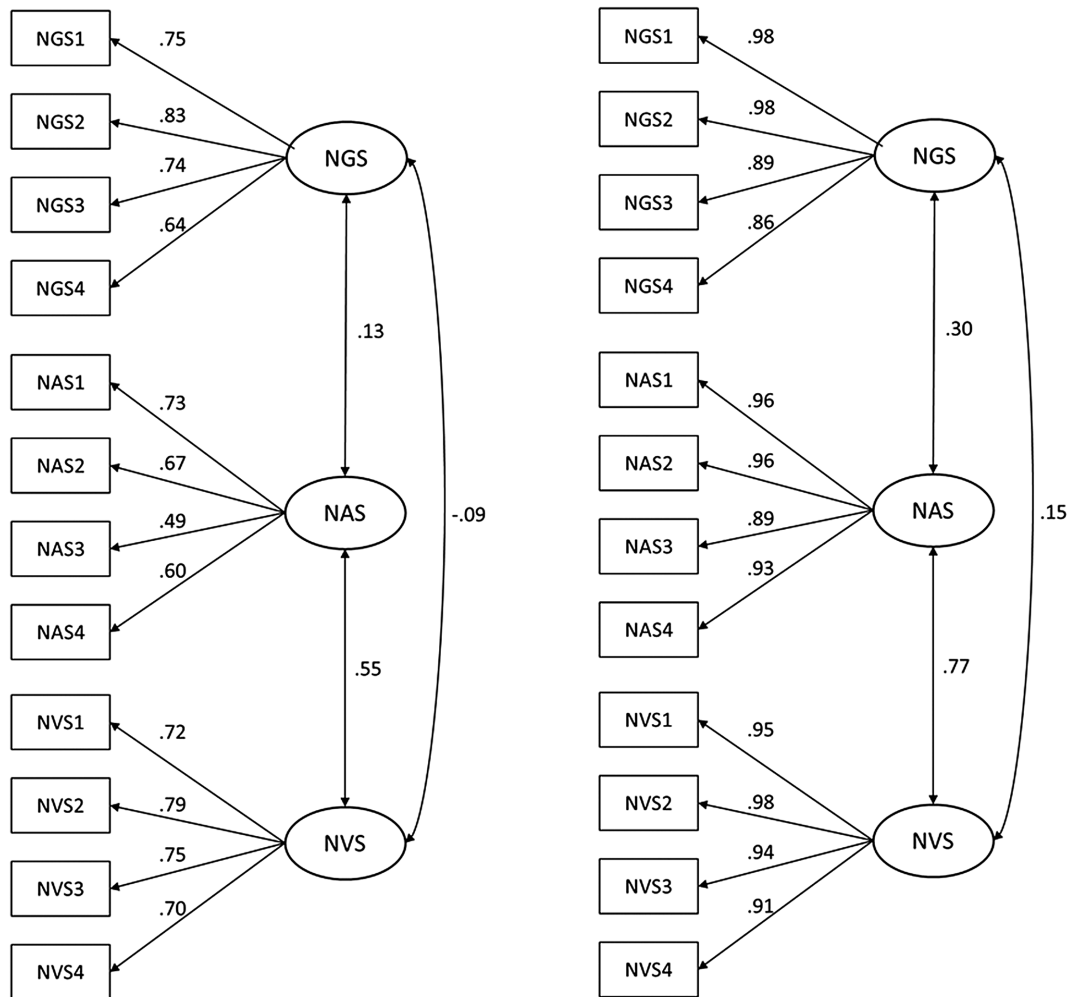 NGS1
.75
NGS2
.83
NGS
NGS3
.74
NGS4
.64
.13
NAS1
.73
NAS2
.67
NAS
NAS3
.49
NAS4
.60
-.09
.55
NVS1
.72
NVS2
.79
NVS
NVS3
.75
NVS4
.70
NGS1
.98
NGS2
.98
NGS
NGS3
.89
NGS4
.86
.30
NAS1
.96
NAS2
.96
NAS
NAS3
.89
NAS4
.93
.15
.77
NVS1
.95
NVS2
.98
NVS
NVS3
.94
NVS4
.91